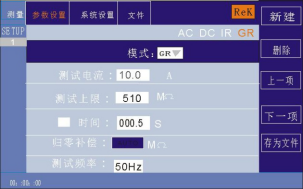 测量 参数设置 系统设置 文件 ReK 新建
SETUP AC DC IR GR
1
模式: GR
删除
测试电流: 10.0 A
上一项
测试上限: 510 MΩ
时间: 000.5 S
下一项
归零补偿: MΩ
存为文件
测试频率: 50Hz
00:00:00